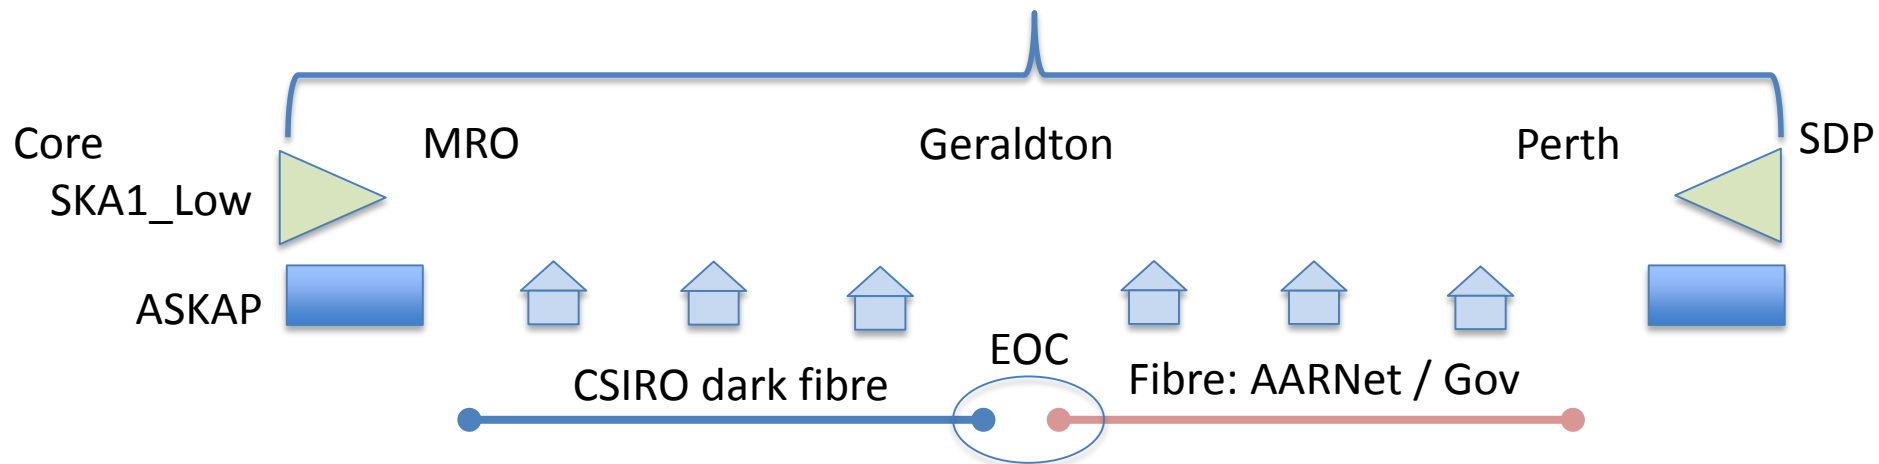 Core
MRO
Geraldton
Perth
SDP
SKA1_Low
ASKAP
EOC
CSIRO dark fibre
Fibre: AARNet / Gov